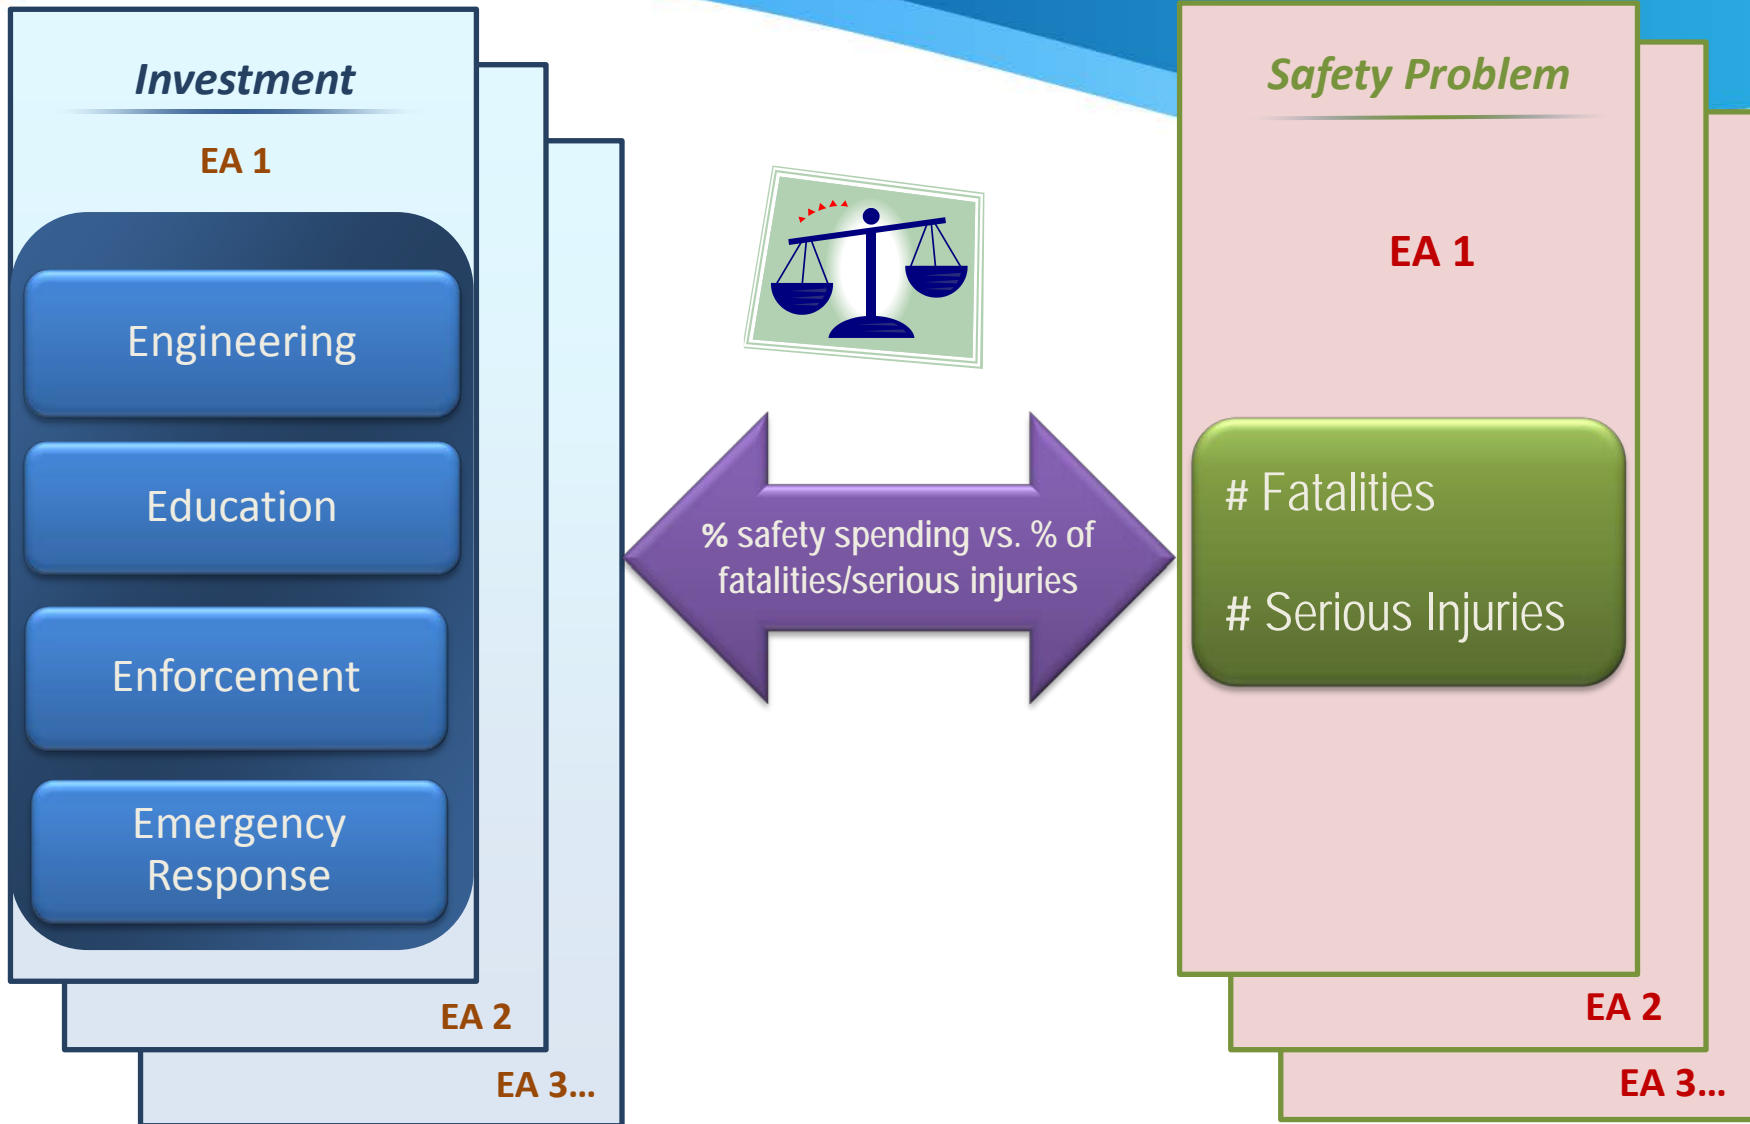 Investment
EA 1
Engineering
Education
Enforcement
Emergency
Response
EA 2
EA 3...
% safety spending vs. % of
fatalities/serious injuries
Safety Problem
EA 1
# Fatalities
# Serious Injuries
EA 2
EA 3...